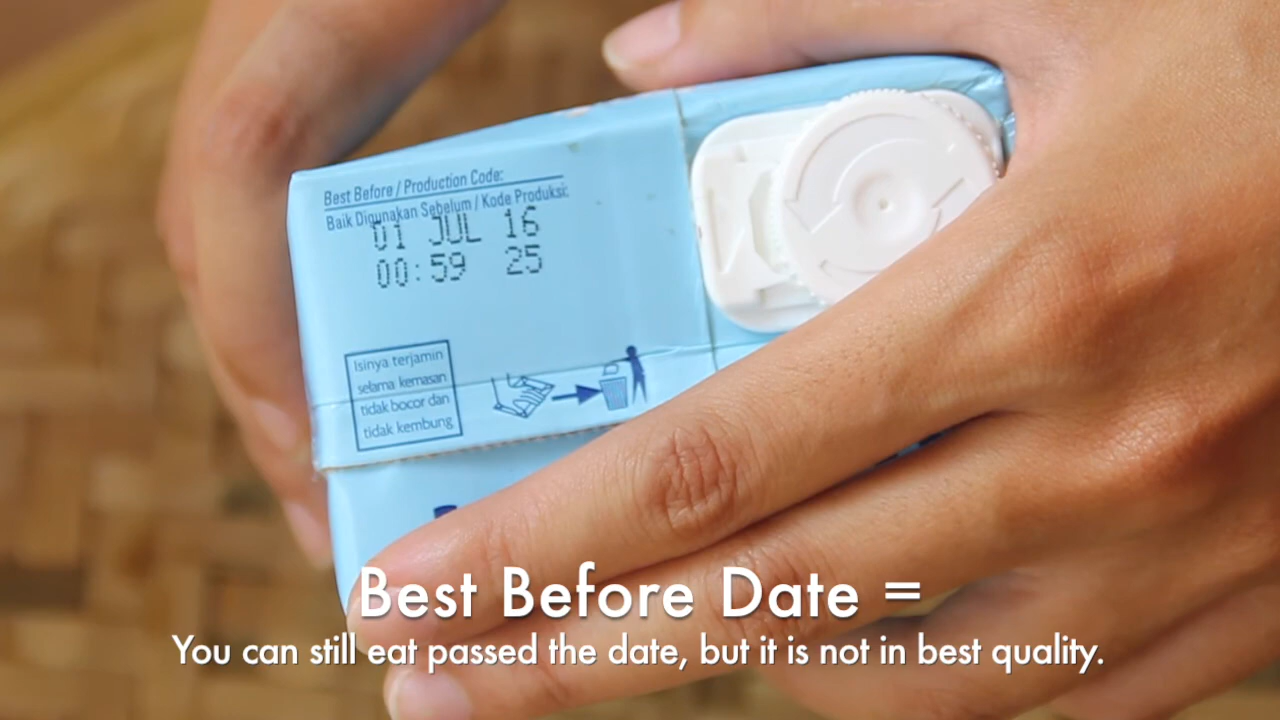 Best Before / Production Code:
Baik Digunakan Sebelum / Kode Produksi:
01 JUL 16
00:59 25
Isinya terjamin
selama kemasan
tidak bocor dan
tidak kembung
Best Before Date =
You can still eat passed the date, but it is not in best quality.